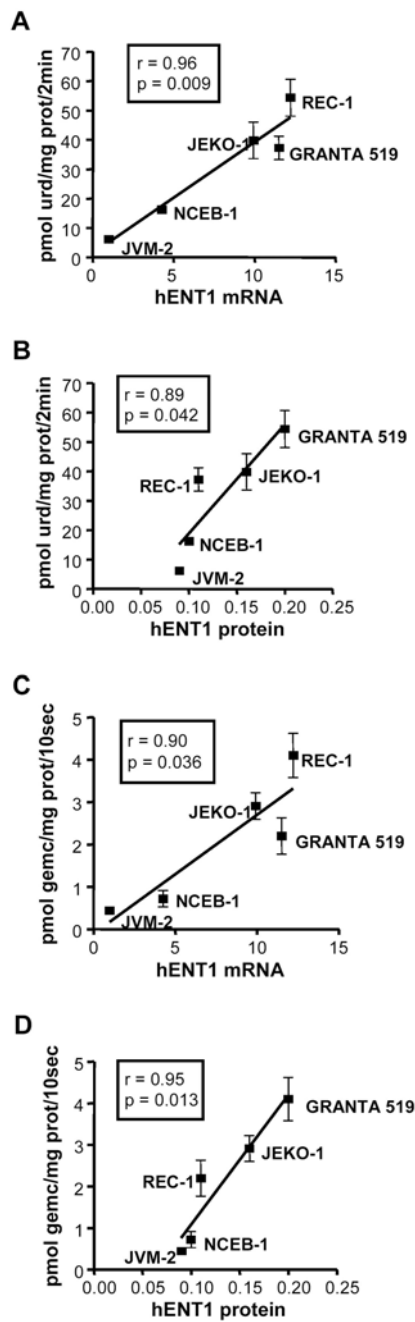 A
pmol urd/mg prot/2min
70
60
50
40
30
20
10
0
r = 0.96
p = 0.009
REC-1
JEKO-1
GRANTA 519
NCEB-1
JVM-2
0
5
10
15
hENT1 mRNA
B
pmol urd/mg prot/2min
70
60
50
40
30
20
10
0
r = 0.89
p = 0.042
GRANTA 519
REC-1
JEKO-1
NCEB-1
JVM-2
0.00
0.05
0.10
0.15
0.20
0.25
hENT1 protein
C
pmol gemc/mg prot/10sec
5
4
3
2
1
0
r = 0.90
p = 0.036
REC-1
JEKO-1
GRANTA 519
NCEB-1
JVM-2
0
5
10
15
hENT1 mRNA
D
pmol gemc/mg prot/10sec
5
4
3
2
1
0
r = 0.95
p = 0.013
GRANTA 519
JEKO-1
REC-1
NCEB-1
JVM-2
0.00
0.05
0.10
0.15
0.20
0.25
hENT1 protein